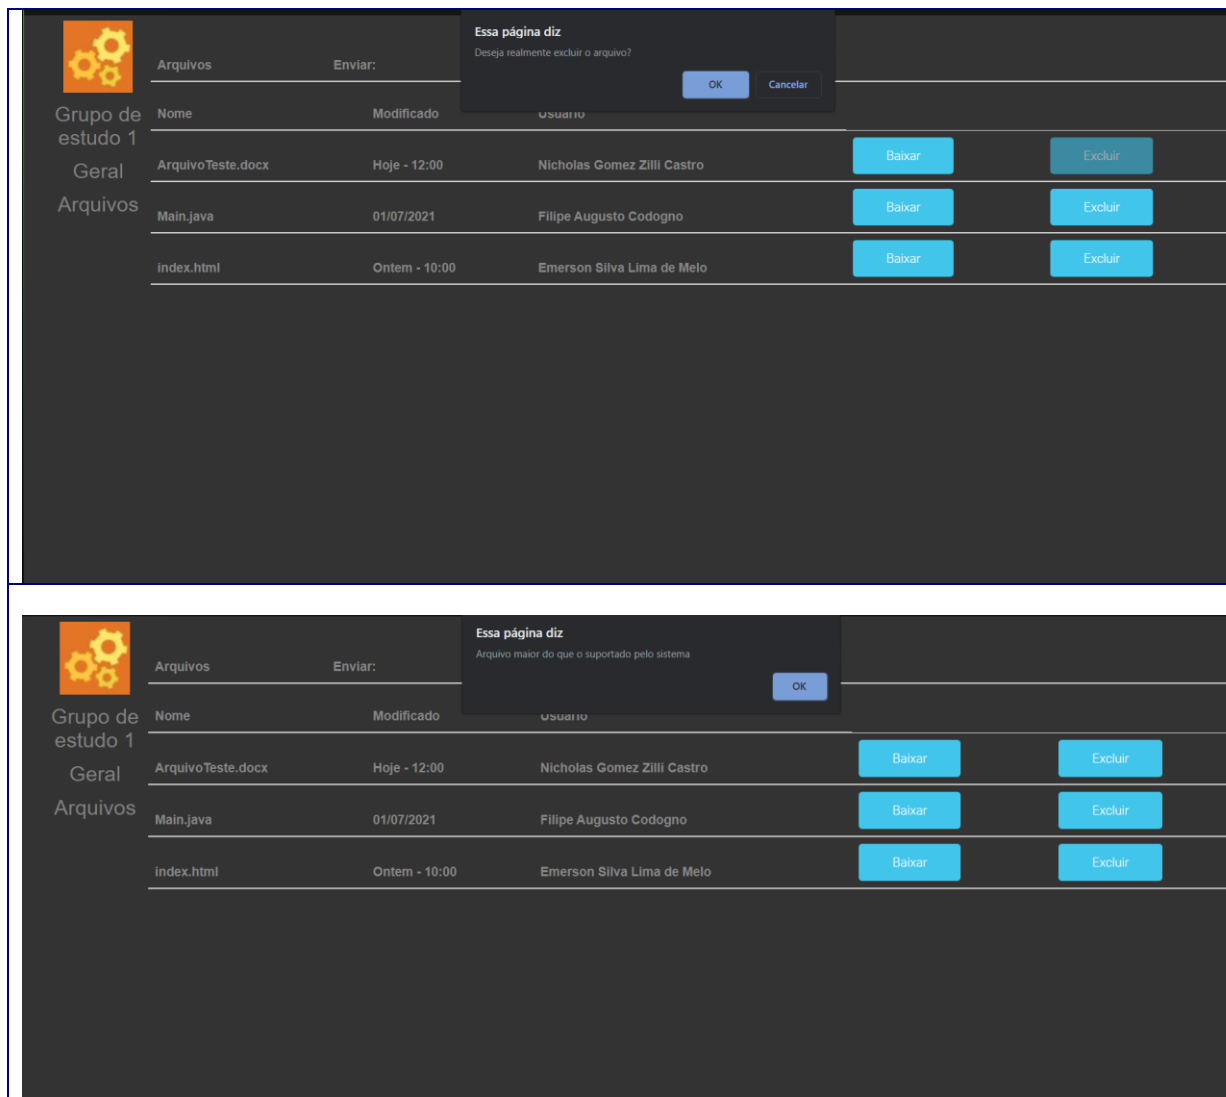 Essa página diz
Deseja realmente excluir o arquivo?
OK Cancelar
Arquivos Enviar:
Grupo de estudo 1
Geral
Arquivos
Nome Modificado Usuário
ArquivoTeste.docx Hoje - 12:00 Nicholas Gomez Zilli Castro Baixar Excluir
Main.java 01/07/2021 Filipe Augusto Codogno Baixar Excluir
index.html Ontem - 10:00 Emerson Silva Lima de Melo Baixar Excluir
Essa página diz
Arquivo maior do que o suportado pelo sistema
OK
Arquivos Enviar:
Grupo de estudo 1
Geral
Arquivos
Nome Modificado Usuário
ArquivoTeste.docx Hoje - 12:00 Nicholas Gomez Zilli Castro Baixar Excluir
Main.java 01/07/2021 Filipe Augusto Codogno Baixar Excluir
index.html Ontem - 10:00 Emerson Silva Lima de Melo Baixar Excluir